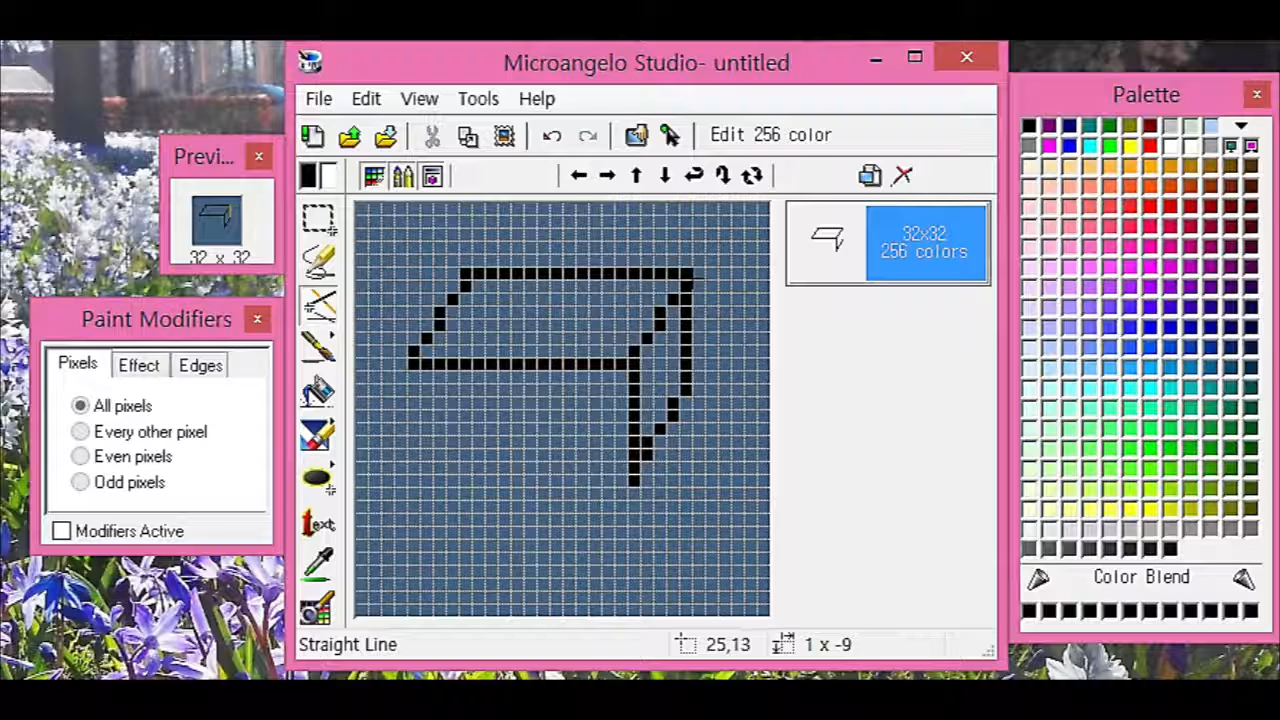 Microangelo Studio- untitled
File Edit View Tools Help
Edit 256 color
Previ...
32 x 32
32x32
256 colors
Paint Modifiers
Pixels Effect Edges
All pixels
Every other pixel
Even pixels
Odd pixels
Modifiers Active
text
Straight Line
25,13
1 x -9
Palette
Color Blend